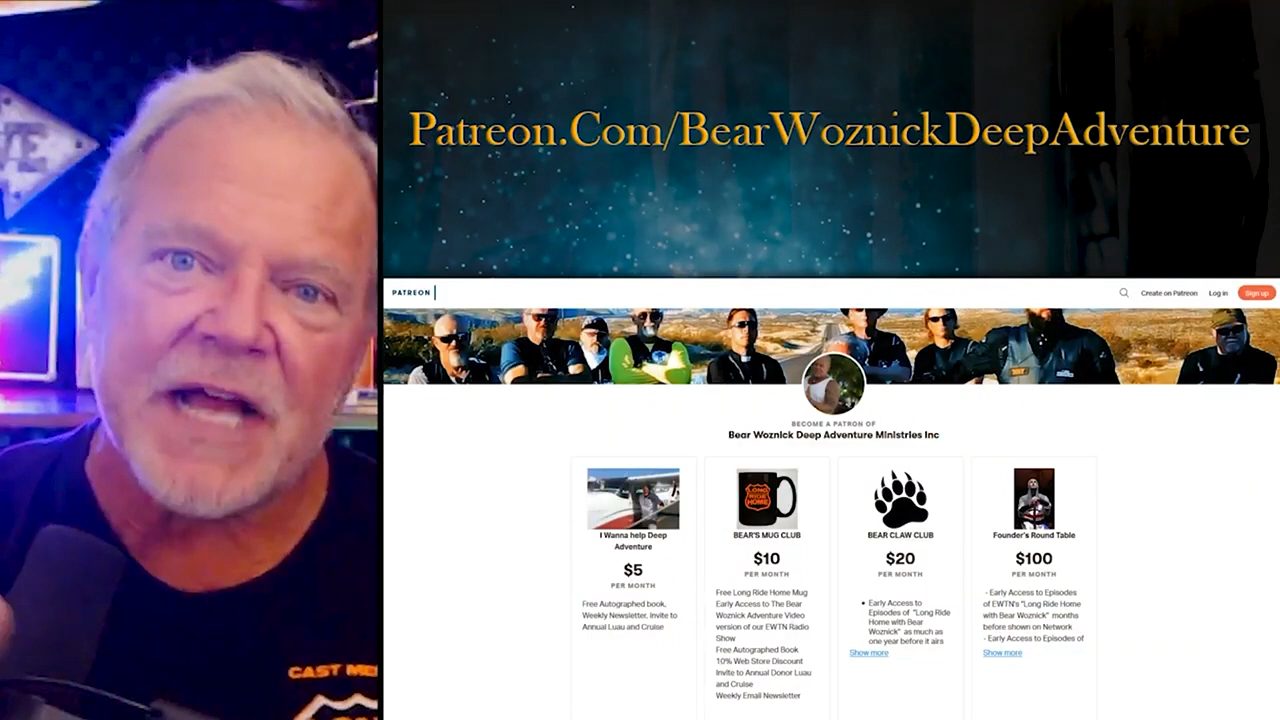 Patreon.Com/BearWoznickDeepAdventure
PATREON
Create on Patreon
Log in
Sign up
BECOME A PATRON OF
Bear Woznick Deep Adventure Ministries Inc
I Wanna help Deep
Adventure
$5
PER MONTH
Free Autographed book,
Weekly Newsletter, Invite to
Annual Luau and Cruise
LONG
RIDE
HOME
BEAR'S MUG CLUB
$10
PER MONTH
Free Long Ride Home Mug
Early Access to The Bear
Woznick Adventure Video
version of our EWTN Radio
Show
Free Autographed Book
10% Web Store Discount
Invite to Annual Donor Luau
and Cruise
Weekly Email Newsletter
BEAR CLAW CLUB
$20
PER MONTH
• Early Access to
Episodes of "Long Ride
Home with Bear
Woznick" as much as
one year before it airs
Show more
Founder's Round Table
$100
PER MONTH
- Early Access to Episodes
of EWTN's "Long Ride Home
with Bear Woznick" months
before shown on Network
- Early Access to Episodes of
Show more
CAST ME